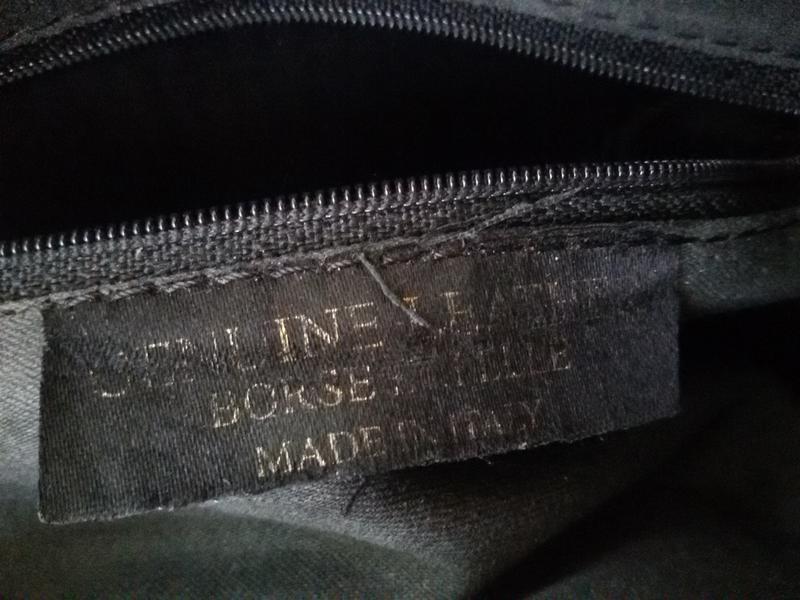 GENUINE LEATHER
BORSE IN PELLE
MADE IN ITALY